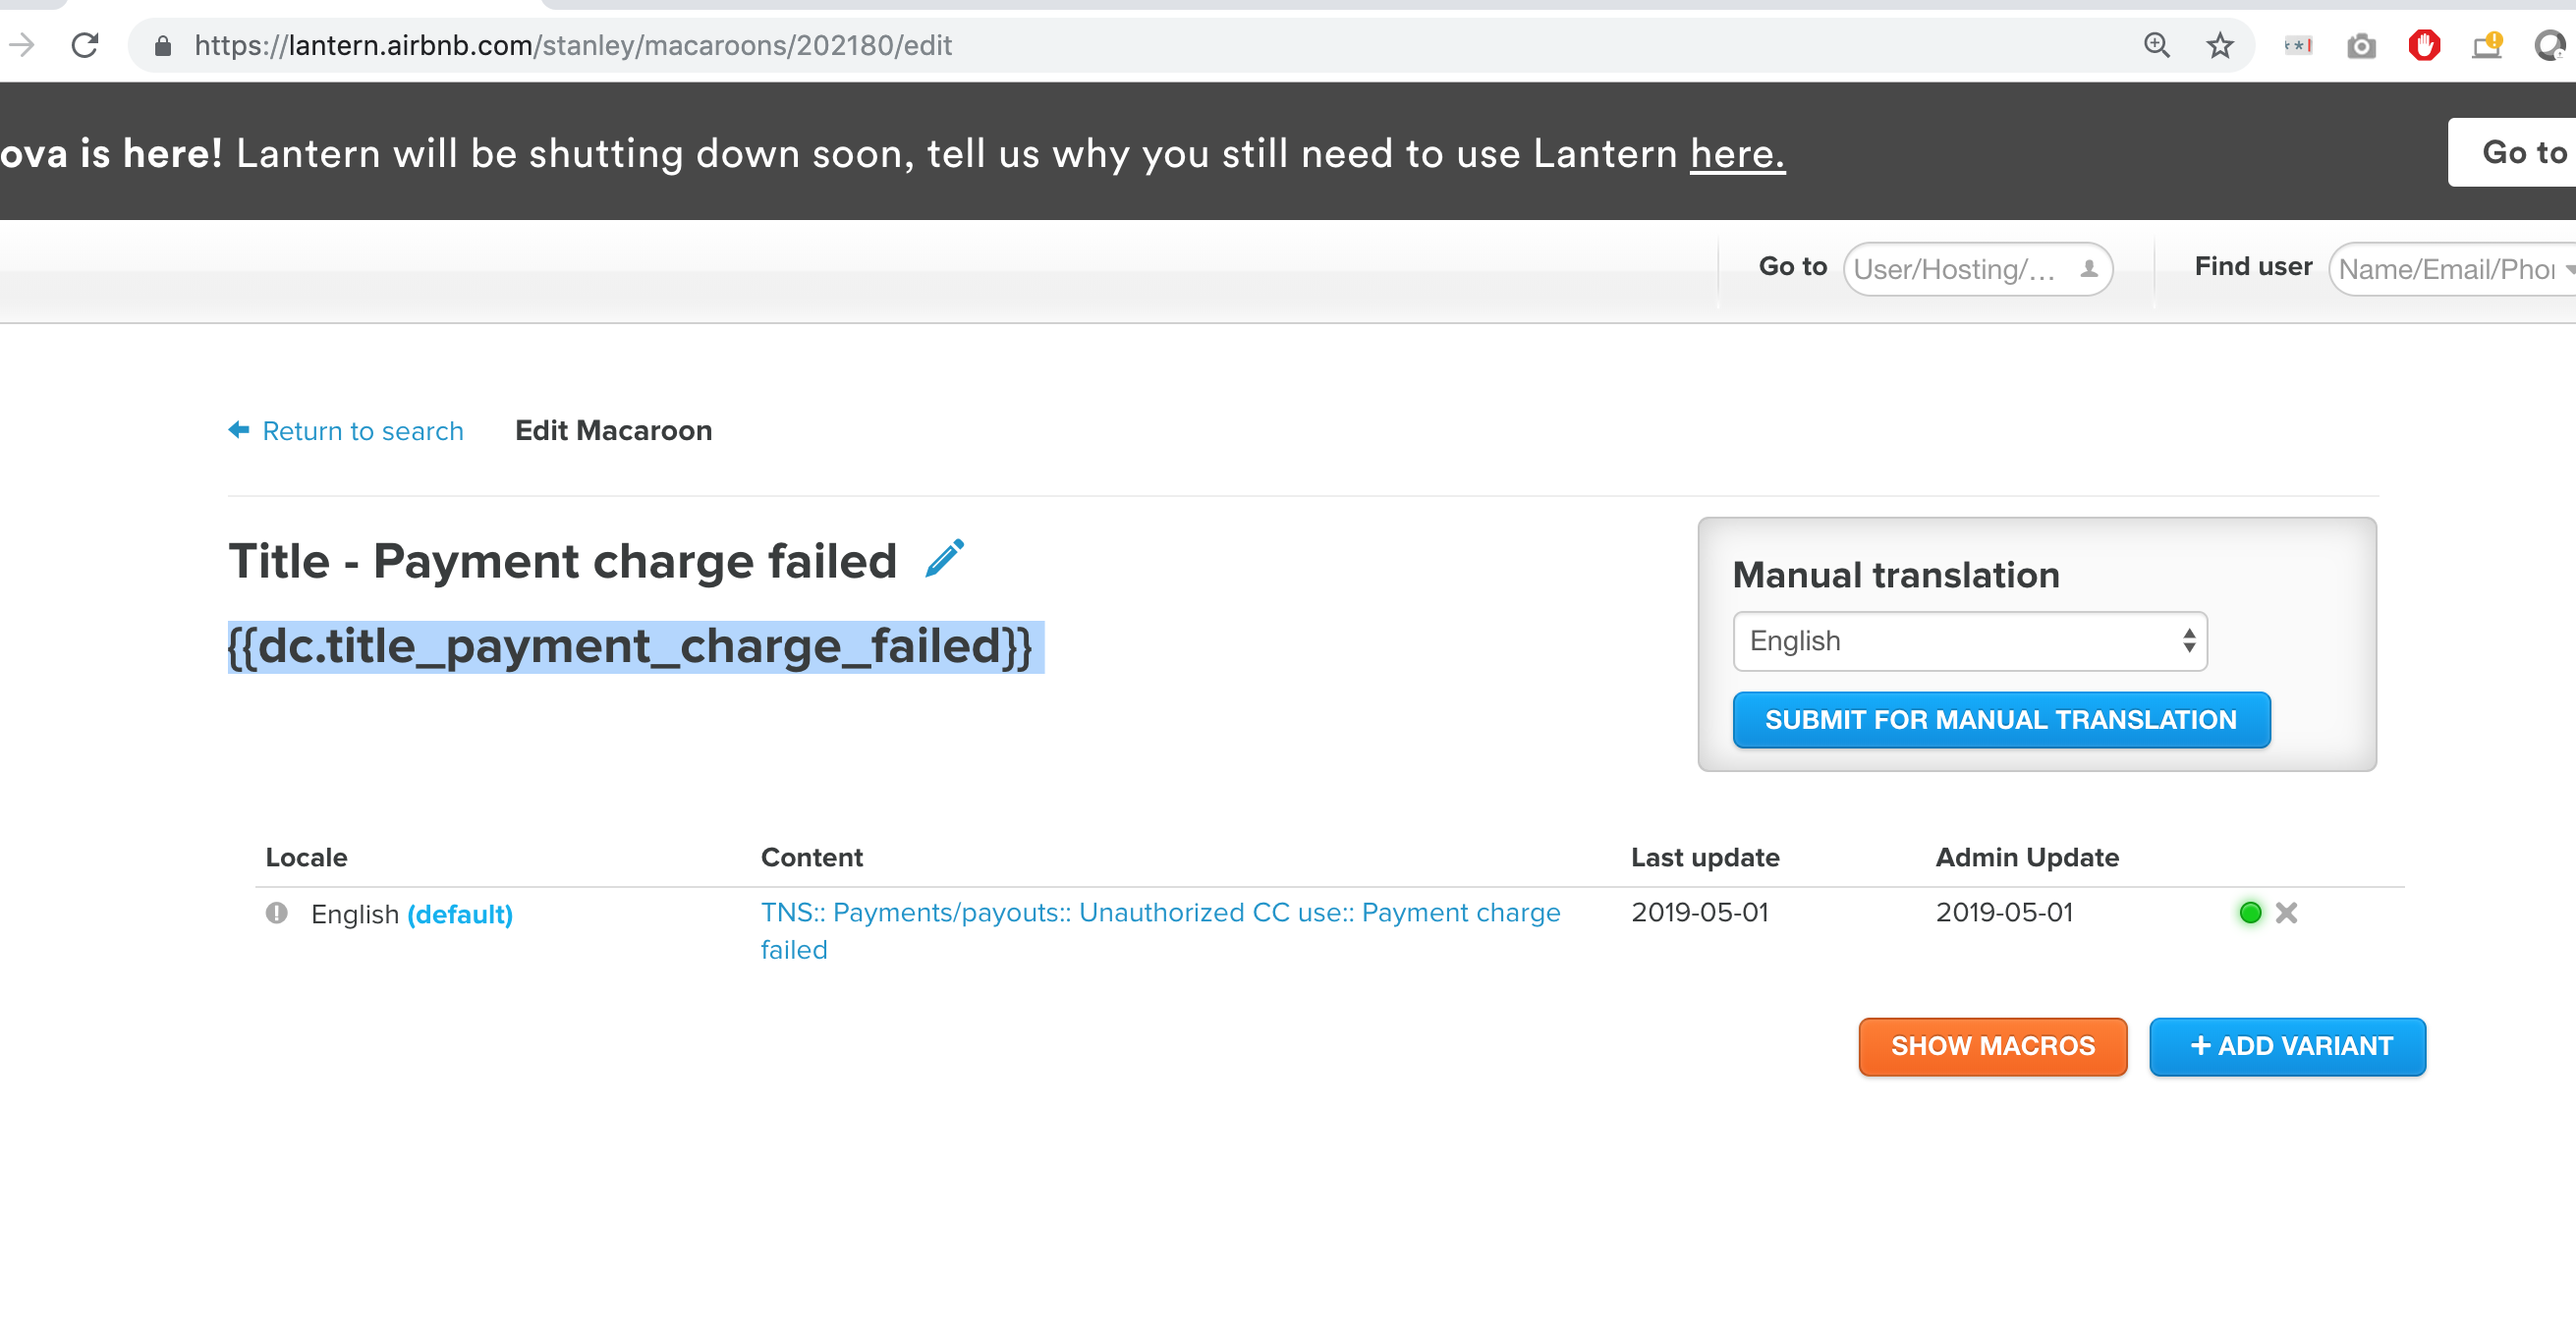 https://lantern.airbnb.com/stanley/macaroons/202180/edit
ova is here! Lantern will be shutting down soon, tell us why you still need to use Lantern here.
Go to
Go to User/Hosting/... Find user Name/Email/Phor
Return to search Edit Macaroon
Title - Payment charge failed
{{dc.title_payment_charge_failed}}
Manual translation
English
SUBMIT FOR MANUAL TRANSLATION
Locale Content Last update Admin Update
English (default) TNS:: Payments/payouts:: Unauthorized CC use:: Payment charge 2019-05-01 2019-05-01
failed
SHOW MACROS + ADD VARIANT